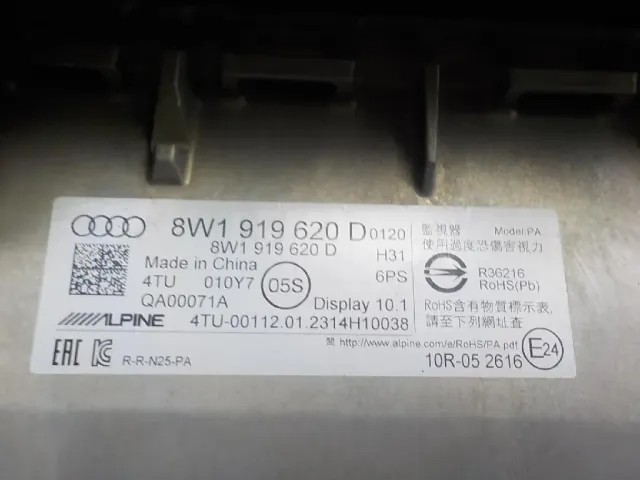 8W1 919 620 D 0120
8W1 919 620 D
H31
Made in China
6PS
4TU 010Y7
05S
QA00071A
Display 10.1
ALPINE 4TU-00112.01.2314H10038
EAC R-R-N25-PA
監視器 Model:PA
使用過度恐傷害視力
R36216
RoHS(Pb)
RoHS含有物質標示表,
請至下列網址查
閱 http://www.alpine.com/e/RoHS/PA.pdf
10R-05 2616
E24